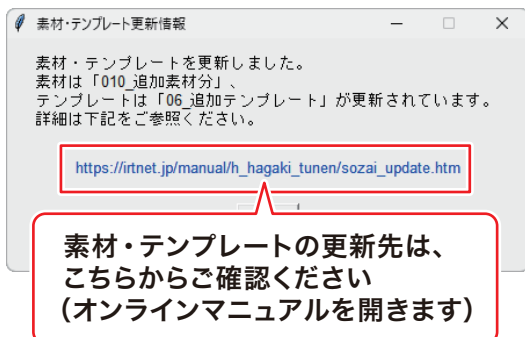 素材・テンプレート更新情報
素材・テンプレートを更新しました。
素材は「010_追加素材分」、
テンプレートは「06_追加テンプレート」が更新されています。
詳細は下記をご参照ください。
https://irtnet.jp/manual/h_hagaki_tunen/sozai_update.htm
素材・テンプレートの更新先は、
こちらからご確認ください
（オンラインマニュアルを開きます）